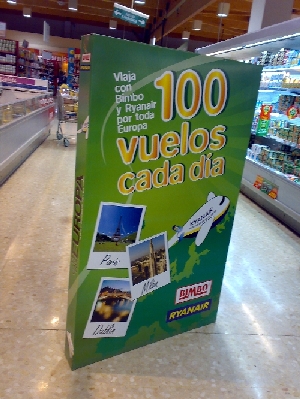 Viaja
con
Bimbo
y Ryanair
por toda
Europa
100
vuelos
cada día
París
Milán
Dublín
BIMBO
RYANAIR
EUROPA